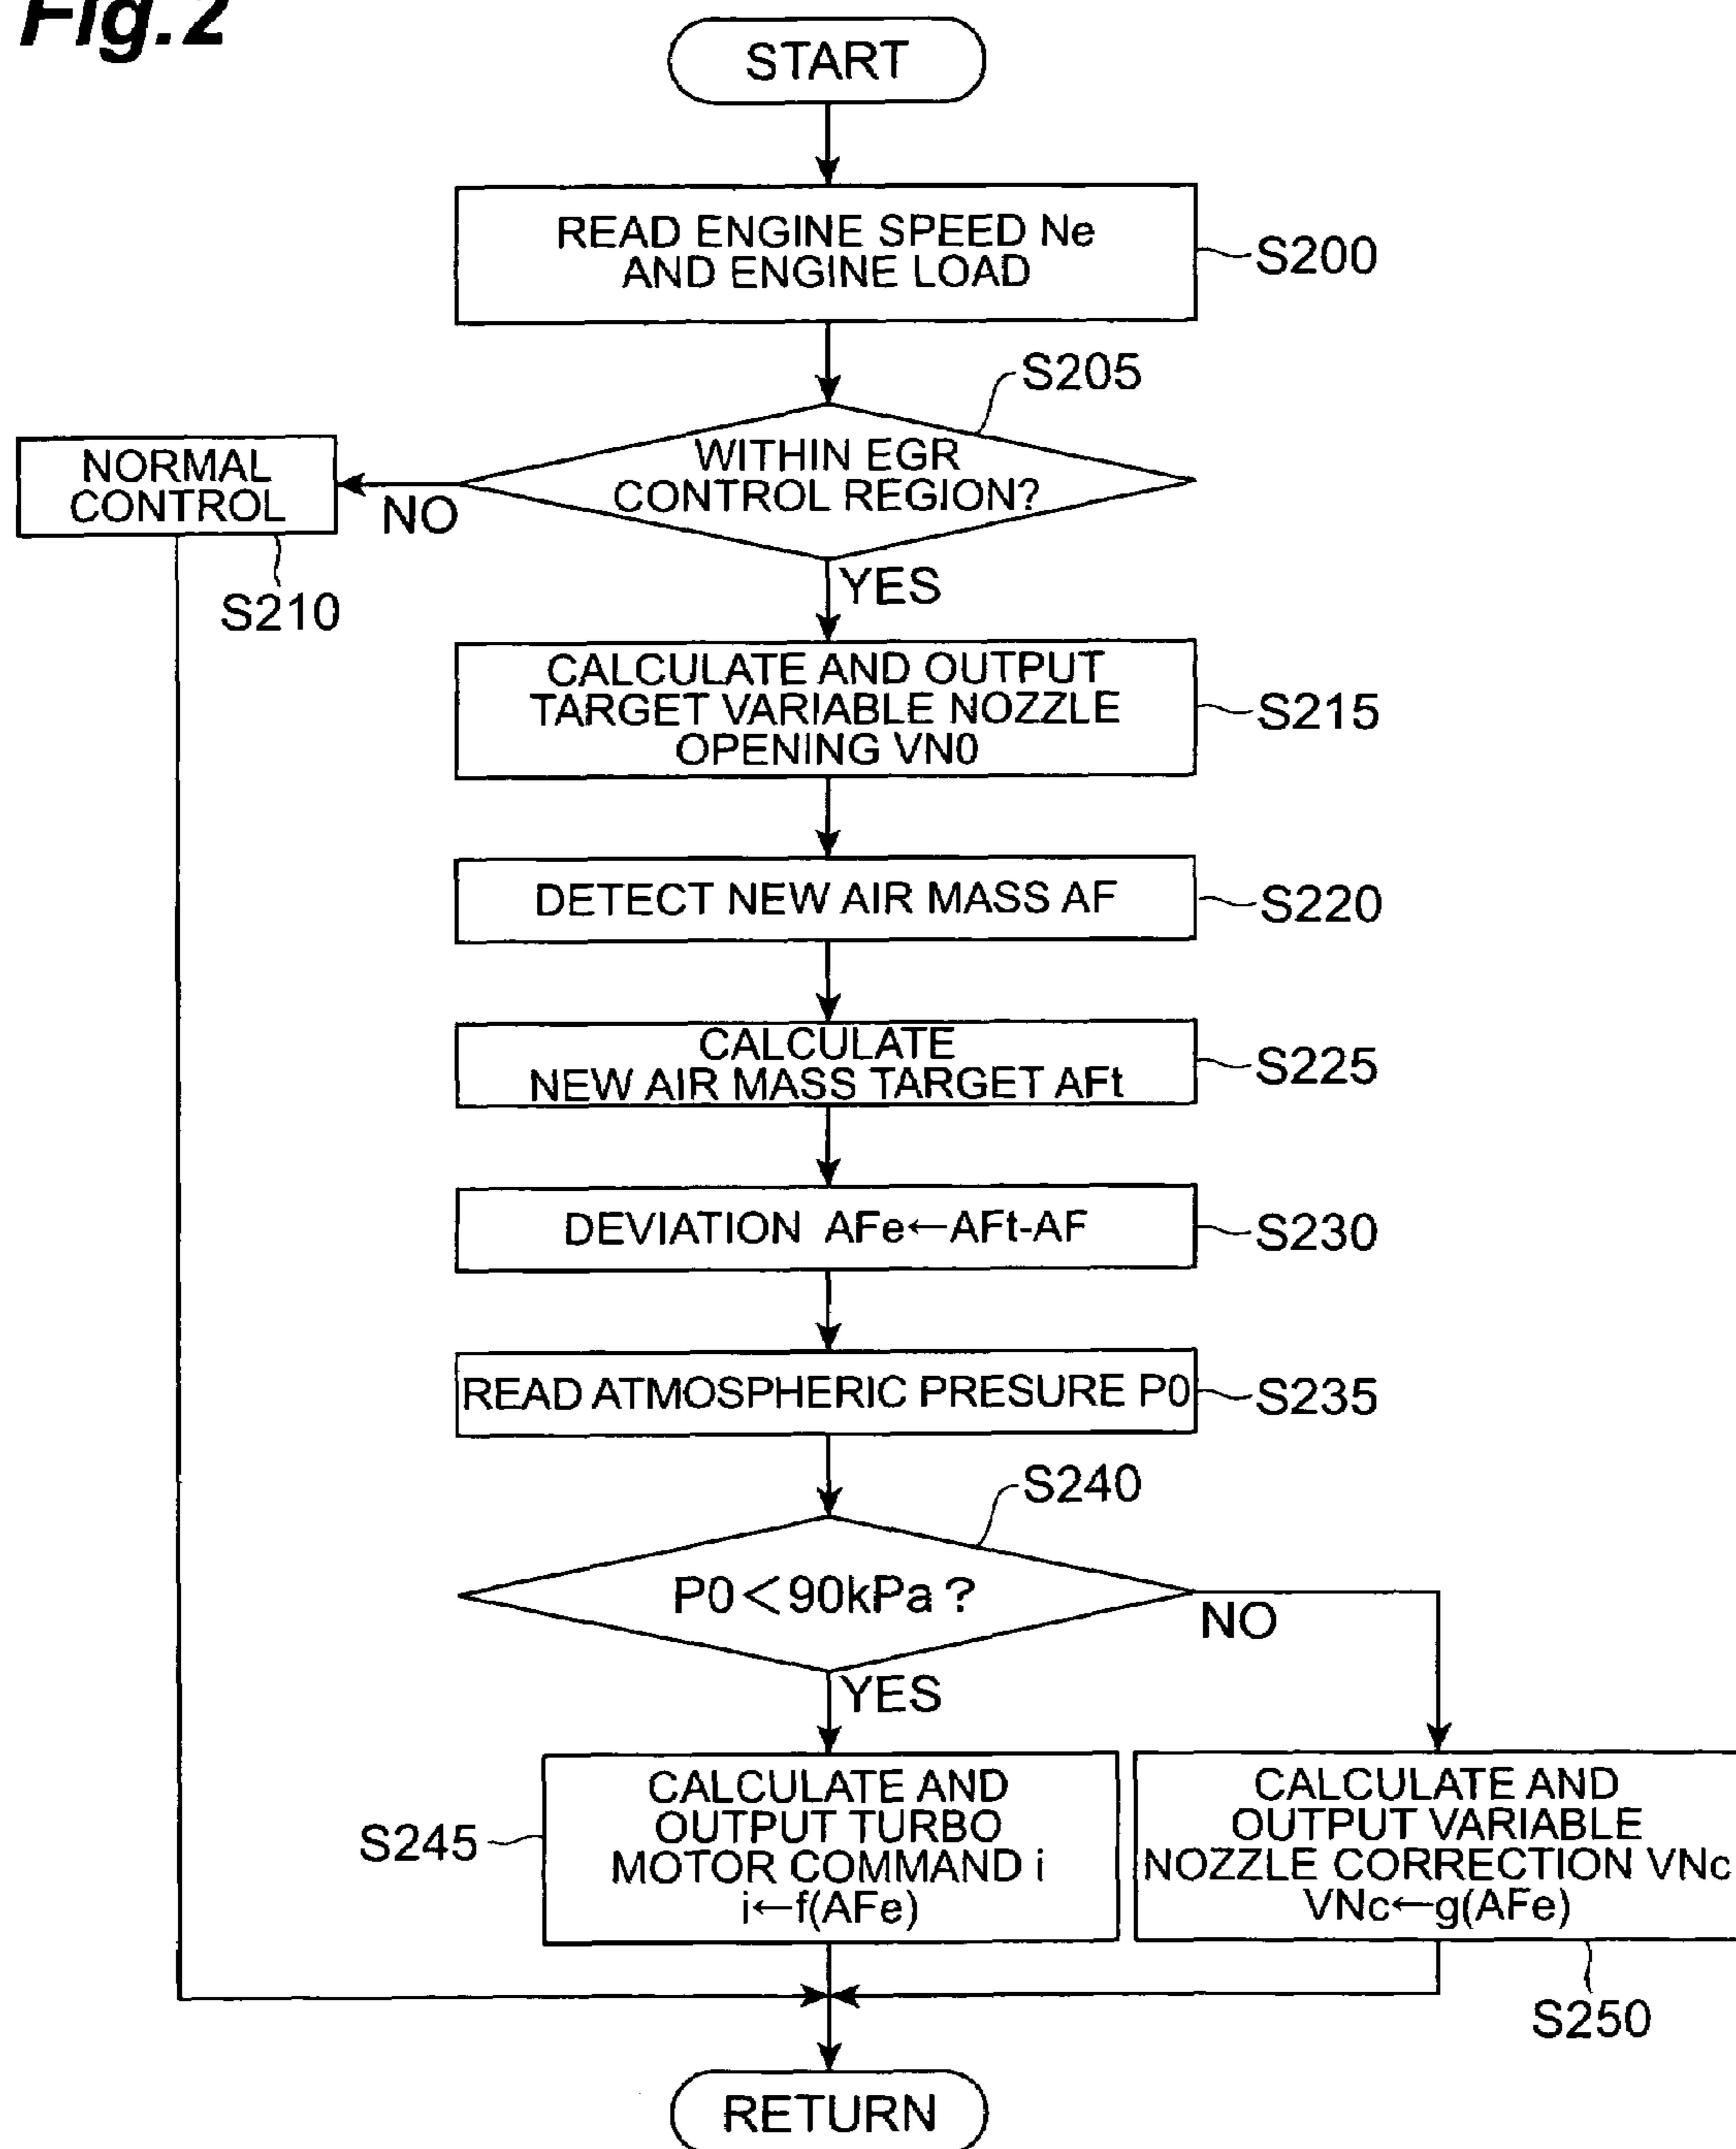 Fig.2
START
READ ENGINE SPEED Ne
AND ENGINE LOAD
S200
S205
WITHIN EGR
CONTROL REGION?
NORMAL
CONTROL
NO
S210
YES
CALCULATE AND OUTPUT
TARGET VARIABLE NOZZLE
OPENING VN0
S215
DETECT NEW AIR MASS AF
S220
CALCULATE
NEW AIR MASS TARGET AFt
S225
DEVIATION AFe←AFt-AF
S230
READ ATMOSPHERIC PRESURE P0
S235
S240
P0<90kPa?
NO
YES
CALCULATE AND
OUTPUT TURBO
MOTOR COMMAND i
i←f(AFe)
S245
CALCULATE AND
OUTPUT VARIABLE
NOZZLE CORRECTION VNc
VNc←g(AFe)
S250
RETURN